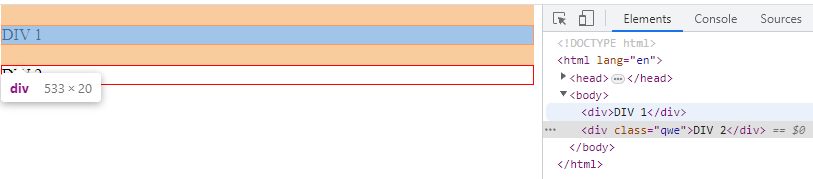 Elements Console Sources
DIV 1
div 533 × 20
<!DOCTYPE html>
<html lang="en">
<head>…</head>
<body>
<div>DIV 1</div>
<div class="qwe">DIV 2</div> == $0
</body>
</html>